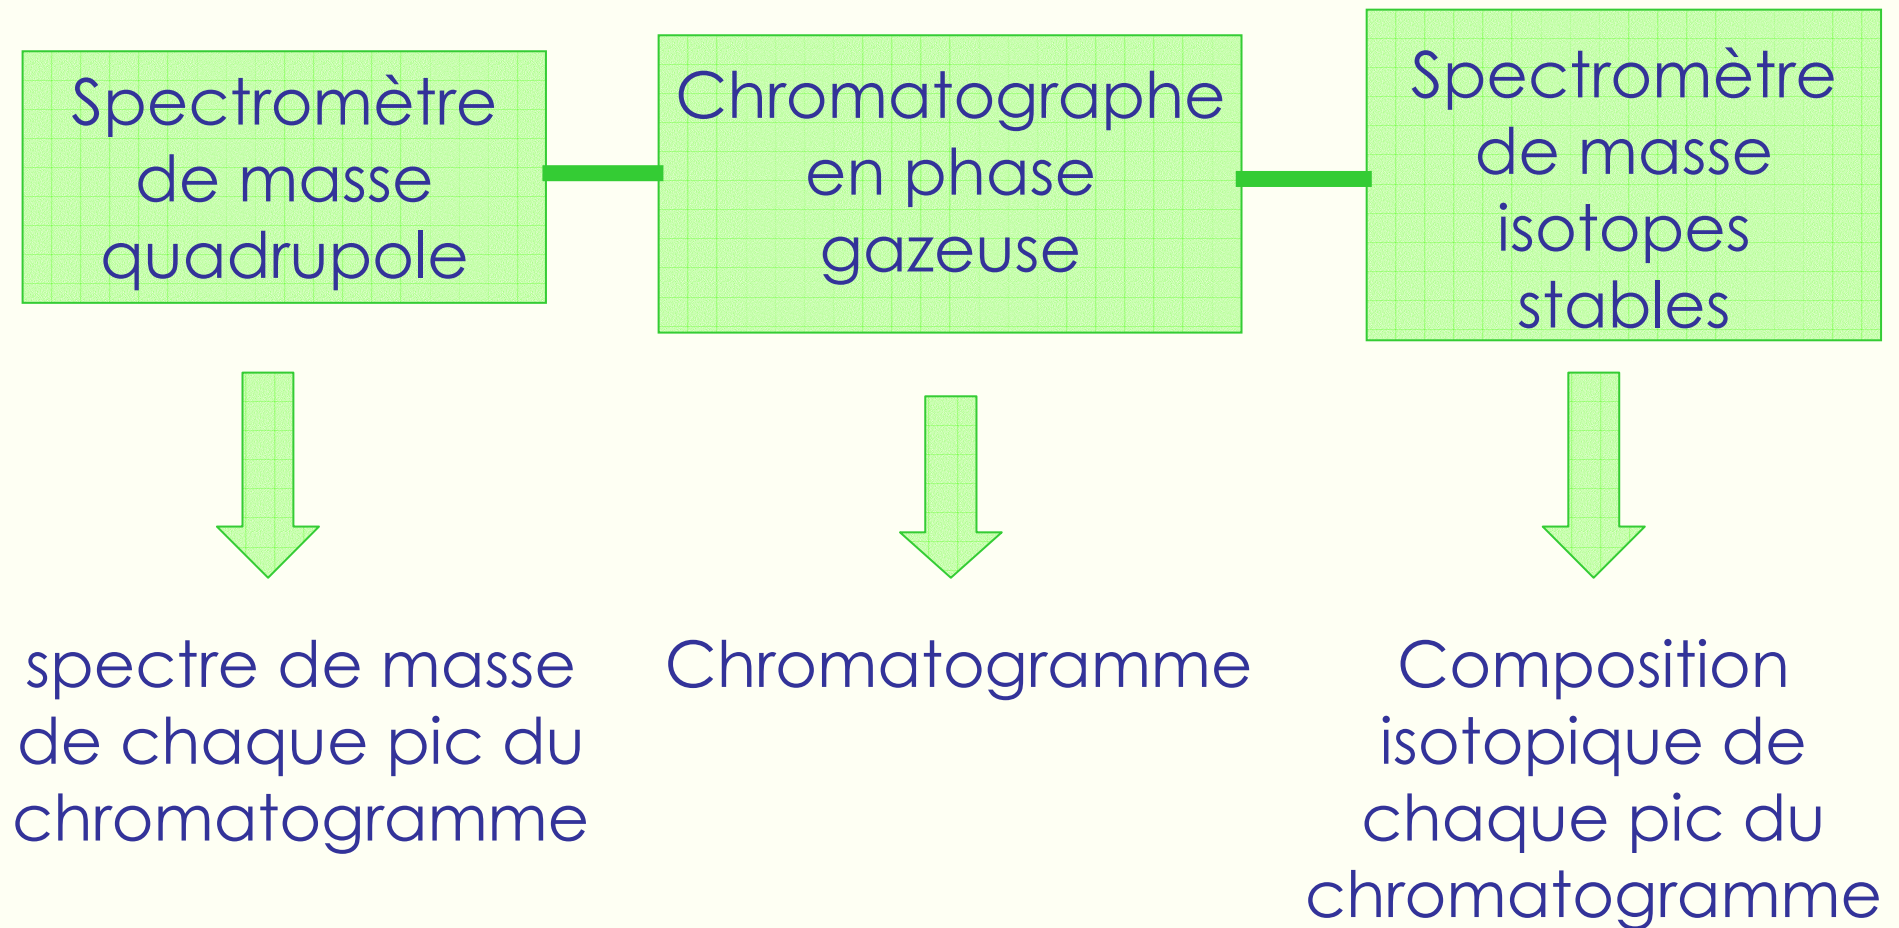 Spectromètre
de masse
quadrupole
Chromatographe
en phase
gazeuse
Spectromètre
de masse
isotopes
stables
spectre de masse
de chaque pic du
chromatogramme
Chromatogramme
Composition
isotopique de
chaque pic du
chromatogramme